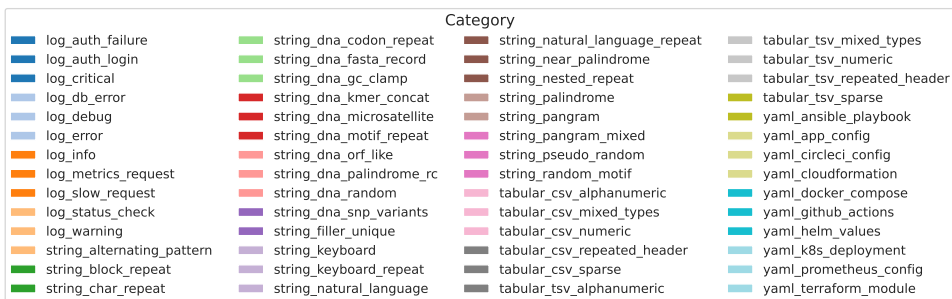 Category
log_auth_failure
log_auth_login
log_critical
log_db_error
log_debug
log_error
log_info
log_metrics_request
log_slow_request
log_status_check
log_warning
string_alternating_pattern
string_block_repeat
string_char_repeat
string_dna_codon_repeat
string_dna_fasta_record
string_dna_gc_clamp
string_dna_kmer_concat
string_dna_microsatellite
string_dna_motif_repeat
string_dna_orf_like
string_dna_palindrome_rc
string_dna_random
string_dna_snp_variants
string_filler_unique
string_keyboard
string_keyboard_repeat
string_natural_language
string_natural_language_repeat
string_near_palindrome
string_nested_repeat
string_palindrome
string_pangram
string_pangram_mixed
string_pseudo_random
string_random_motif
tabular_csv_alphanumeric
tabular_csv_mixed_types
tabular_csv_numeric
tabular_csv_repeated_header
tabular_csv_sparse
tabular_tsv_alphanumeric
tabular_tsv_mixed_types
tabular_tsv_numeric
tabular_tsv_repeated_header
tabular_tsv_sparse
yaml_ansible_playbook
yaml_app_config
yaml_circleci_config
yaml_cloudformation
yaml_docker_compose
yaml_github_actions
yaml_helm_values
yaml_k8s_deployment
yaml_prometheus_config
yaml_terraform_module